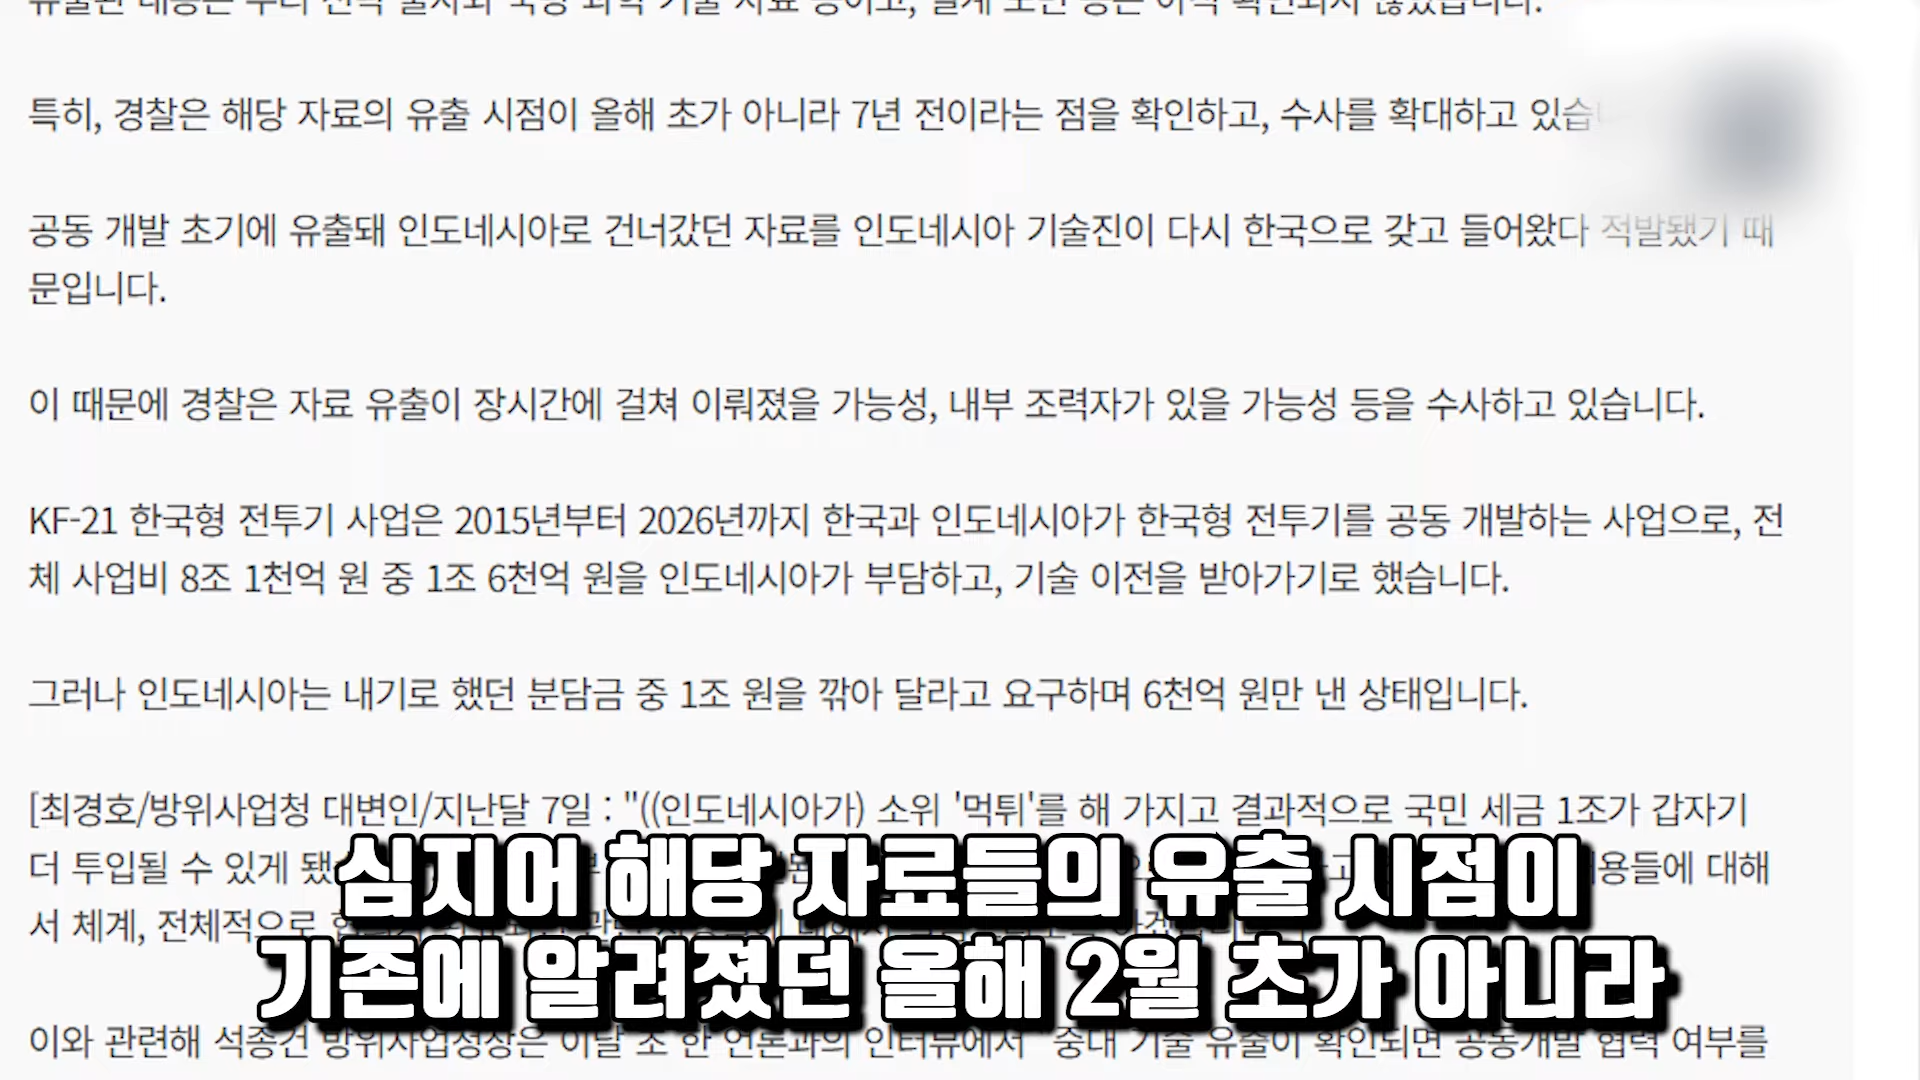 특히, 경찰은 해당 자료의 유출 시점이 올해 초가 아니라 7년 전이라는 점을 확인하고, 수사를 확대하고
공동 개발 초기에 유출돼 인도네시아로 건너갔던 자료를 인도네시아 기술진이 다시 한국으로 갖고 들어왔다 적발됐기 때
문입니다.
이 때문에 경찰은 자료 유출이 장시간에 걸쳐 이뤄졌을 가능성, 내부 조력자가 있을 가능성 등을 수사하고 있습니다.
KF-21 한국형 전투기 사업은 2015년부터 2026년까지 한국과 인도네시아가 한국형 전투기를 공동 개발하는 사업으로, 전
체 사업비 8조 1천억 원 중 1조 6천억 원을 인도네시아가 부담하고, 기술 이전을 받아가기로 했습니다.
그러나 인도네시아는 내기로 했던 분담금 중 1조 원을 깎아 달라고 요구하며 6천억 원만 낸 상태입니다.
[최경호/방위사업청 대변인/지난달 7일 : "((인도네시아가) 소위 '먹튀'를 해 가지고 결과적으로 국민 세금 1조가 갑자기
더 투입될 수 있게 대해
서 체계, 전체적으로
심지어 해당 자료들의 유출 시점이
기존에 알려졌던 올해 2월 초가 아니라
이와 관련해 석종건 방위사업청장은 이달 초 한 언론과의 인터뷰에서 "중대 기술 유출이 확인되면 공동개발 협력 여부를